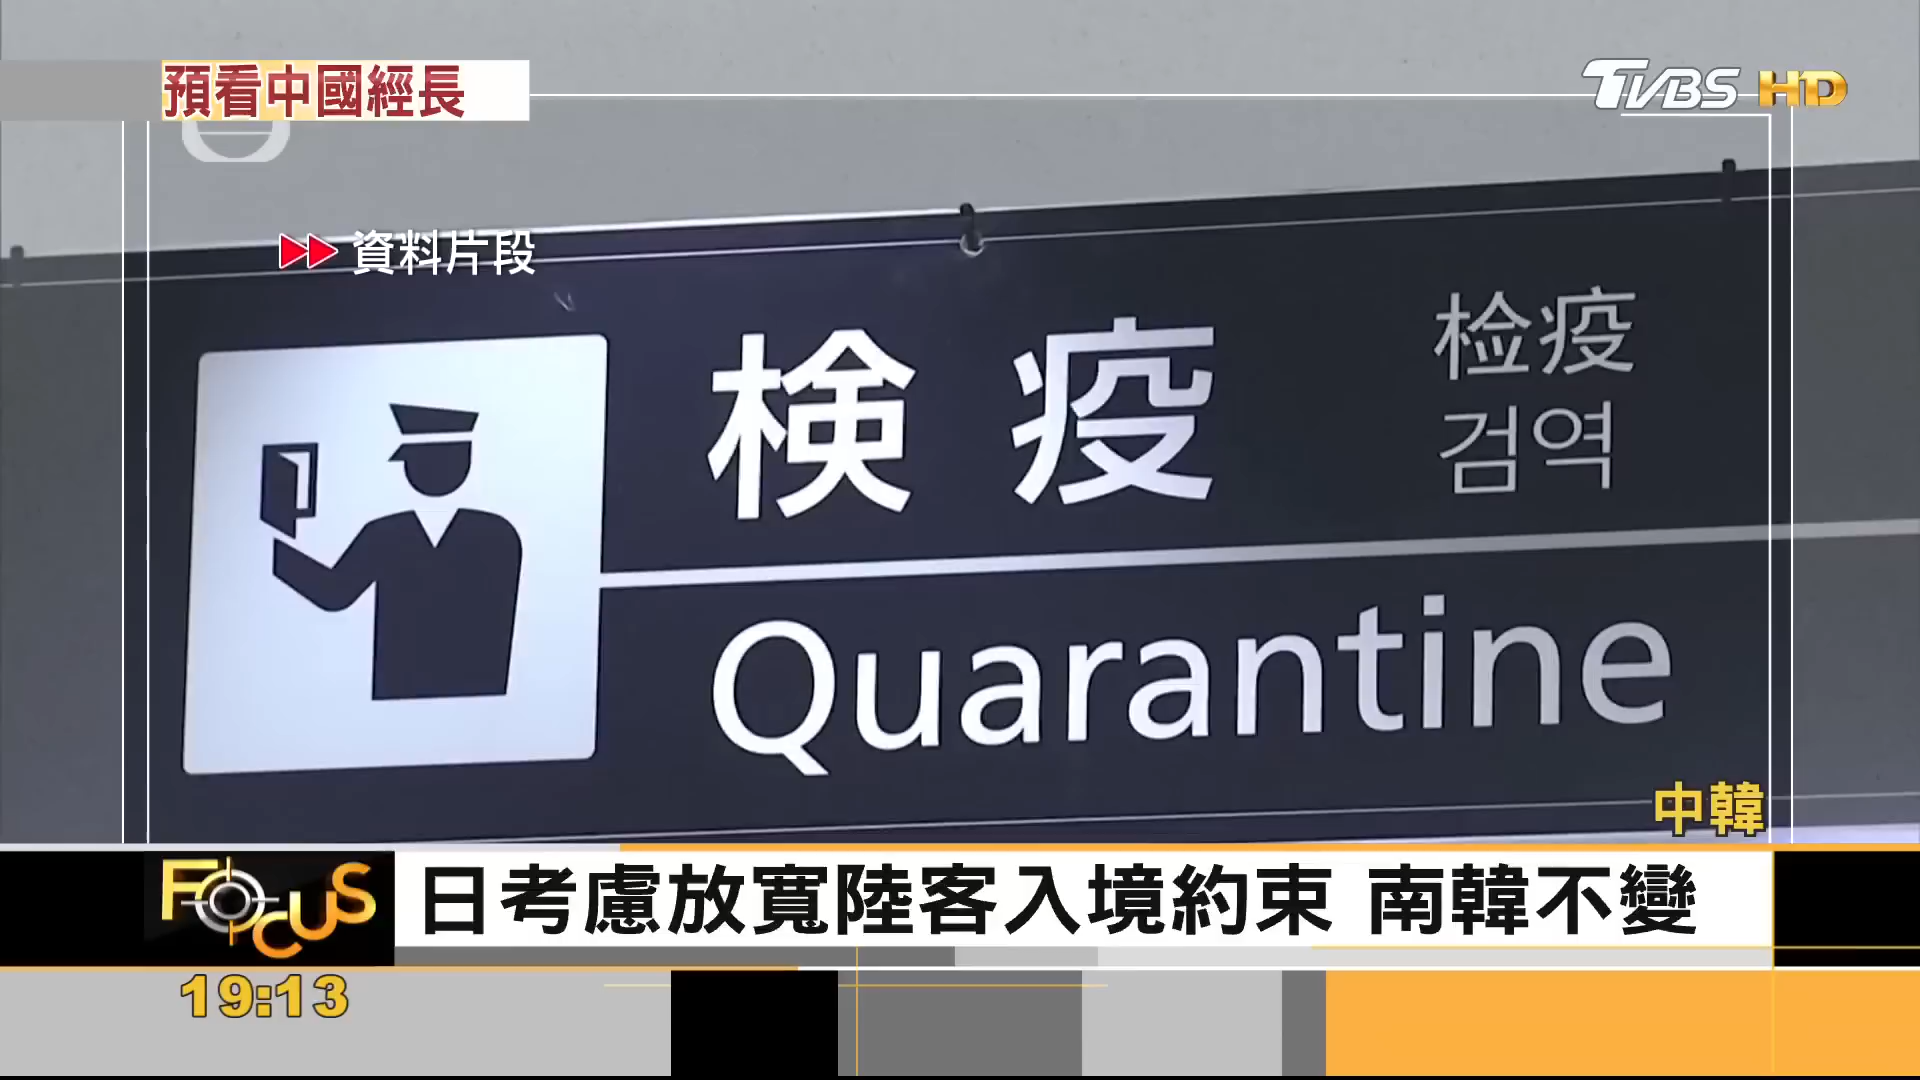 預看中國經長
TVBS HD
資料片段
検疫
检疫
검역
Quarantine
中韓
FOCUS
日考慮放寬陸客入境約束 南韓不變
19:13